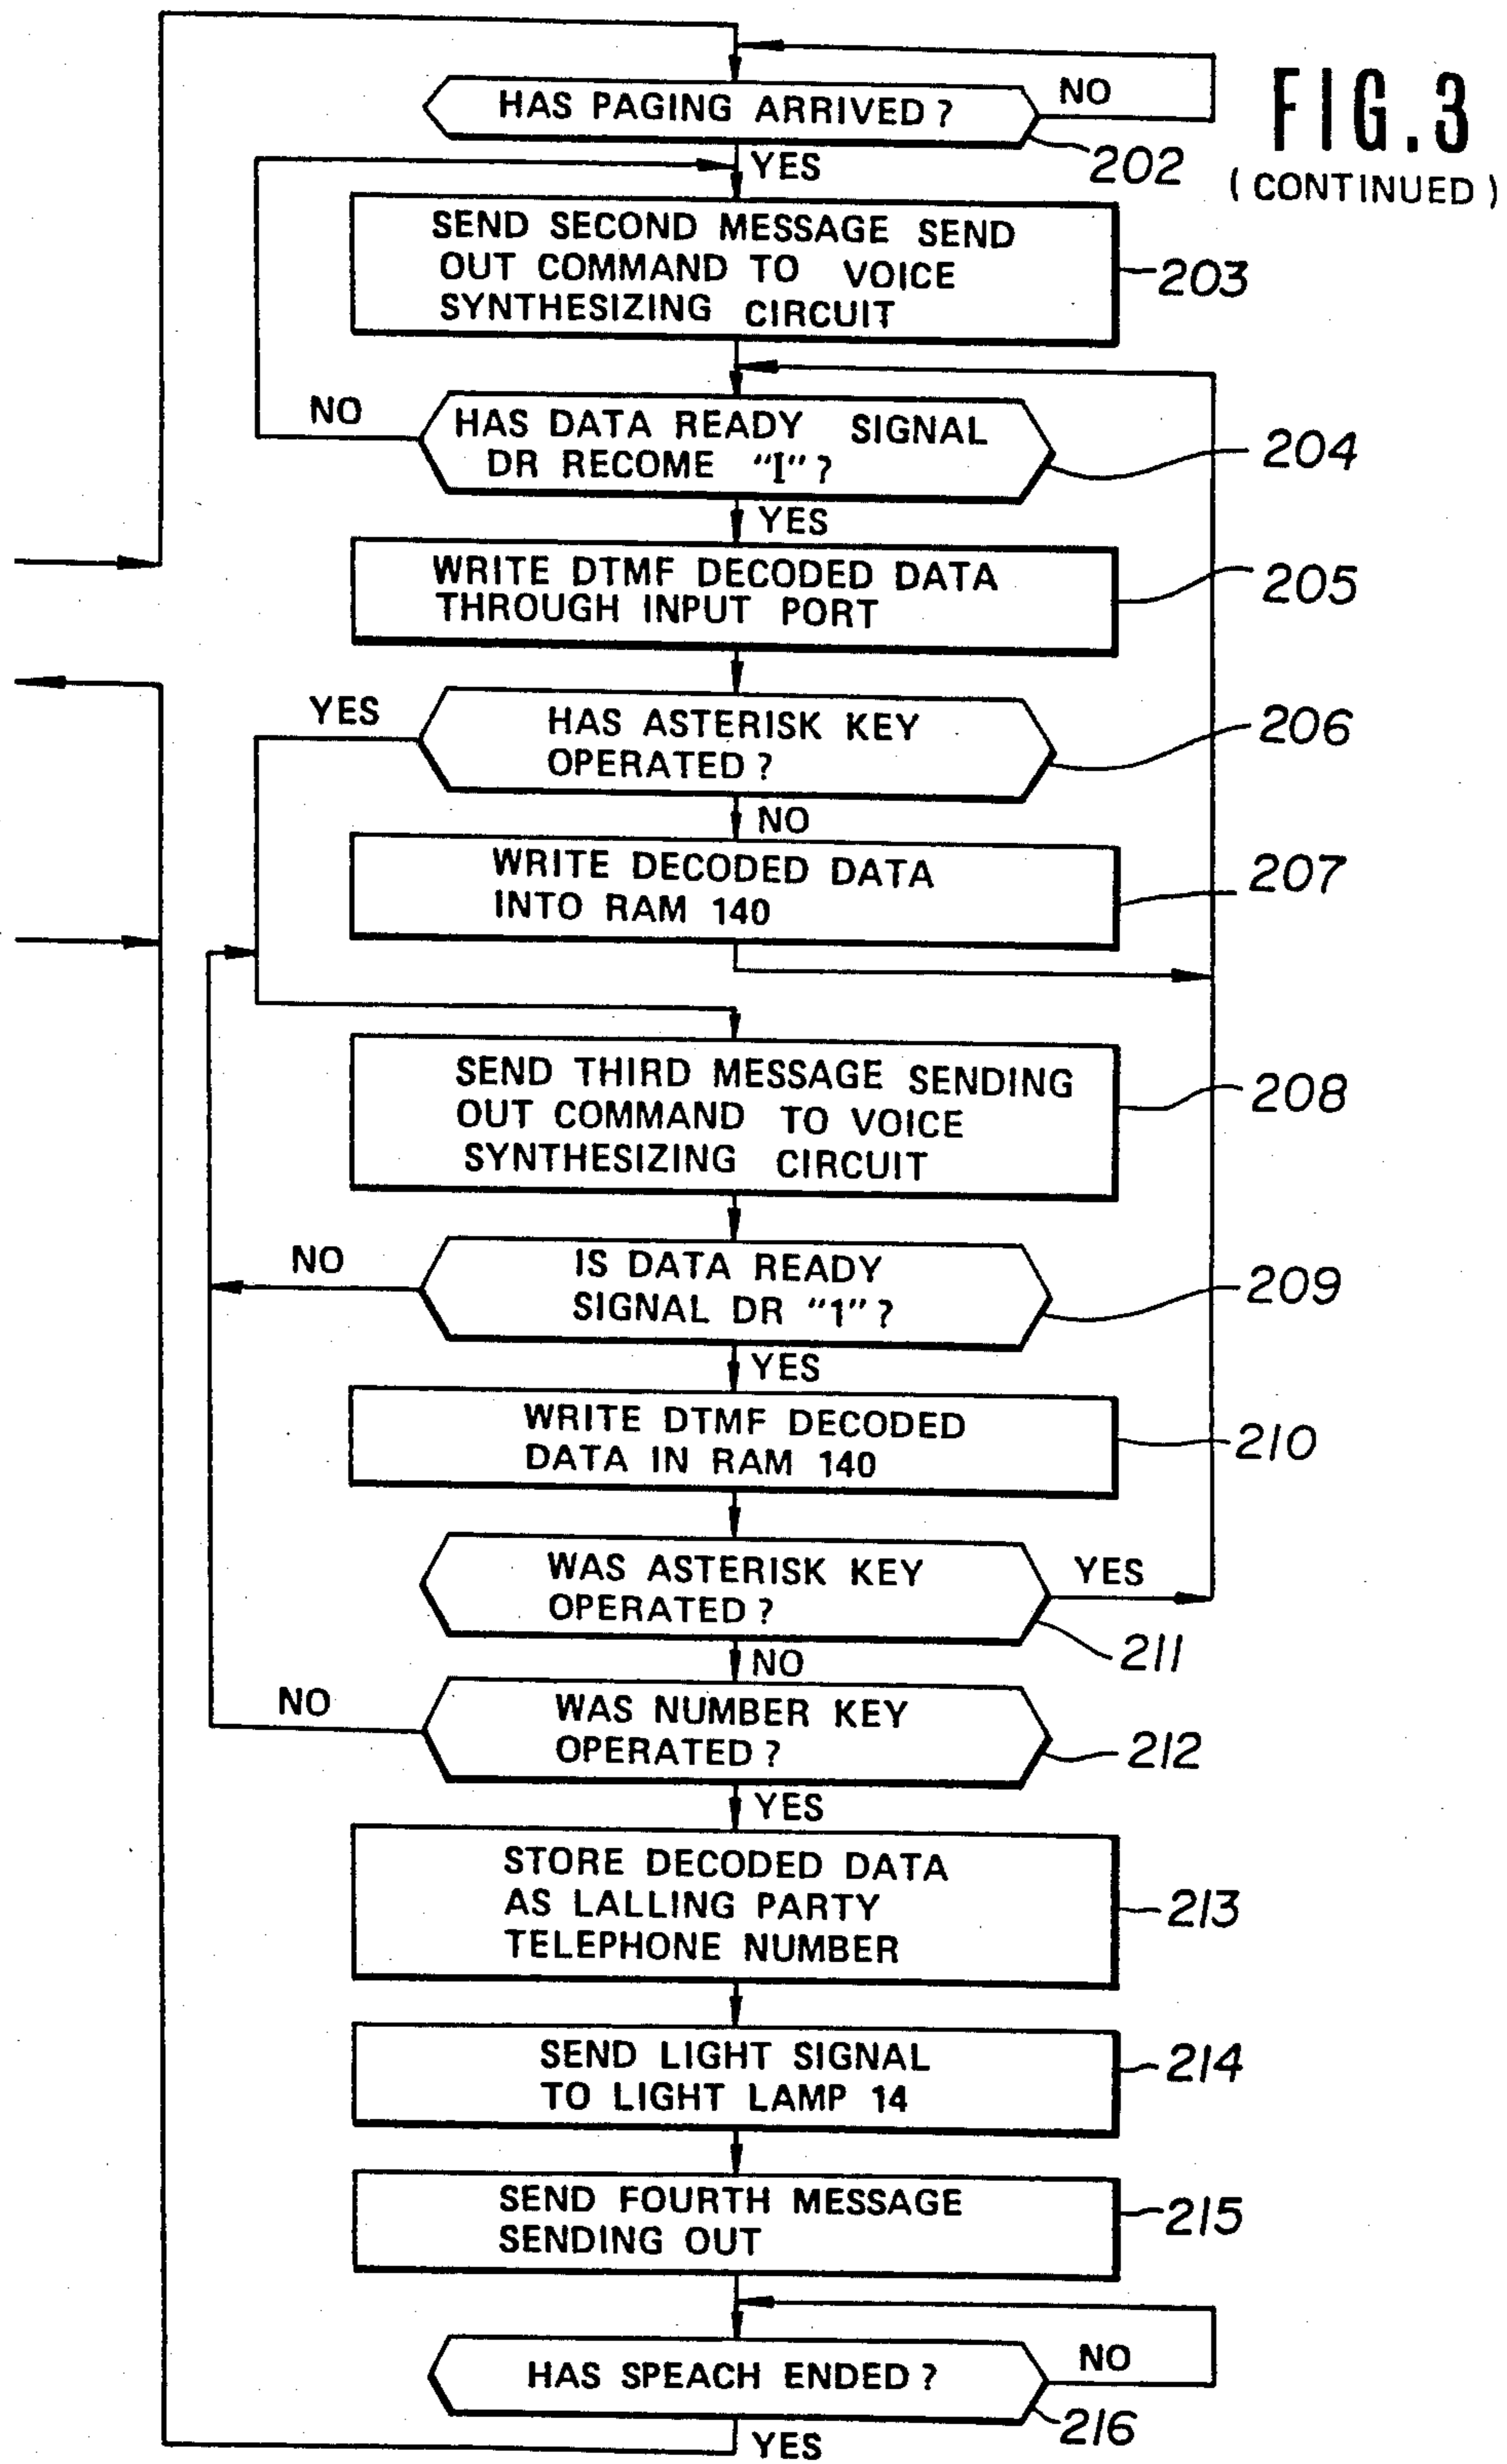 FIG.3
(CONTINUED)
HAS PAGING ARRIVED?
NO
202
YES
SEND SECOND MESSAGE SEND
OUT COMMAND TO VOICE
SYNTHESIZING CIRCUIT
203
NO
HAS DATA READY SIGNAL
DR RECOME "I"?
204
YES
WRITE DTMF DECODED DATA
THROUGH INPUT PORT
205
YES
HAS ASTERISK KEY
OPERATED?
206
NO
WRITE DECODED DATA
INTO RAM 140
207
SEND THIRD MESSAGE SENDING
OUT COMMAND TO VOICE
SYNTHESIZING CIRCUIT
208
NO
IS DATA READY
SIGNAL DR "1"?
209
YES
WRITE DTMF DECODED
DATA IN RAM 140
210
WAS ASTERISK KEY
OPERATED?
YES
211
NO
NO
WAS NUMBER KEY
OPERATED?
212
YES
STORE DECODED DATA
AS LALLING PARTY
TELEPHONE NUMBER
213
SEND LIGHT SIGNAL
TO LIGHT LAMP 14
214
SEND FOURTH MESSAGE
SENDING OUT
215
HAS SPEACH ENDED?
NO
216
YES